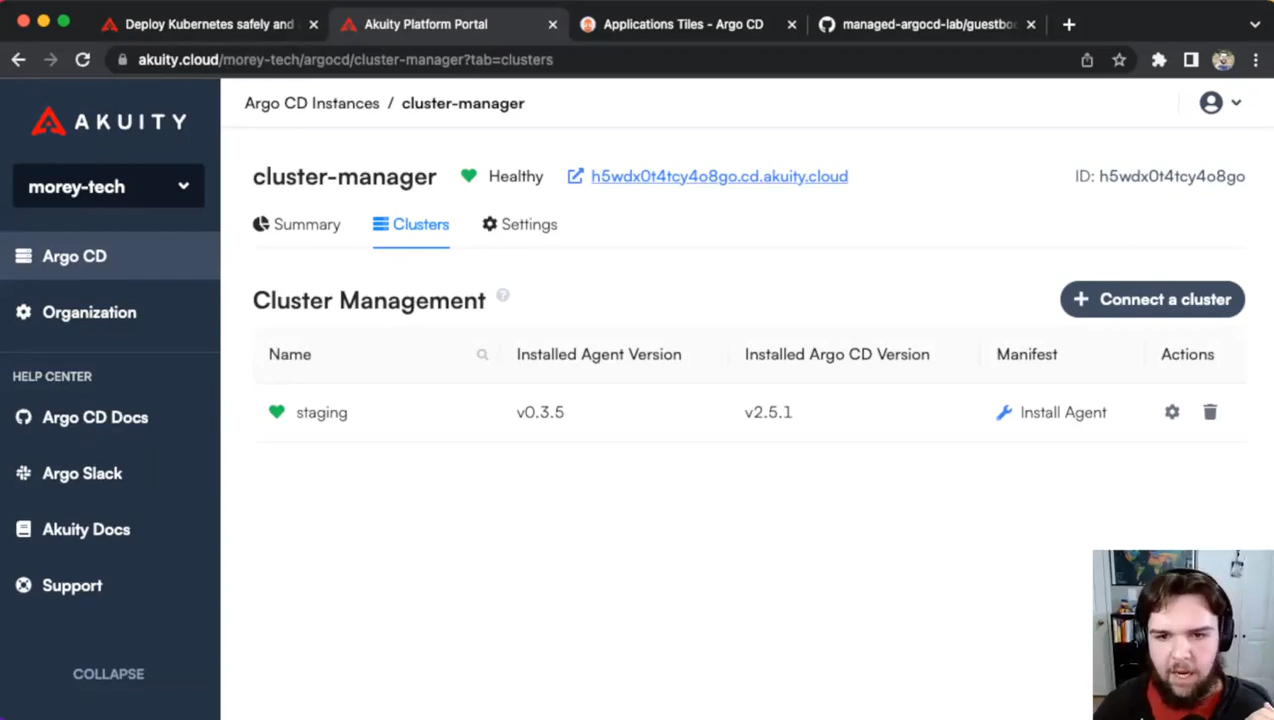 Deploy Kubernetes safely and
Akuity Platform Portal
Applications Tiles - Argo CD
managed-argocd-lab/guestbo
akuity.cloud/morey-tech/argocd/cluster-manager?tab=clusters
AKUITY
morey-tech
Argo CD
Organization
HELP CENTER
Argo CD Docs
Argo Slack
Akuity Docs
Support
COLLAPSE
Argo CD Instances / cluster-manager
cluster-manager Healthy h5wdx0t4tcy4o8go.cd.akuity.cloud ID: h5wdx0t4tcy4o8go
Summary Clusters Settings
Cluster Management ? + Connect a cluster
Name Installed Agent Version Installed Argo CD Version Manifest Actions
staging v0.3.5 v2.5.1 Install Agent